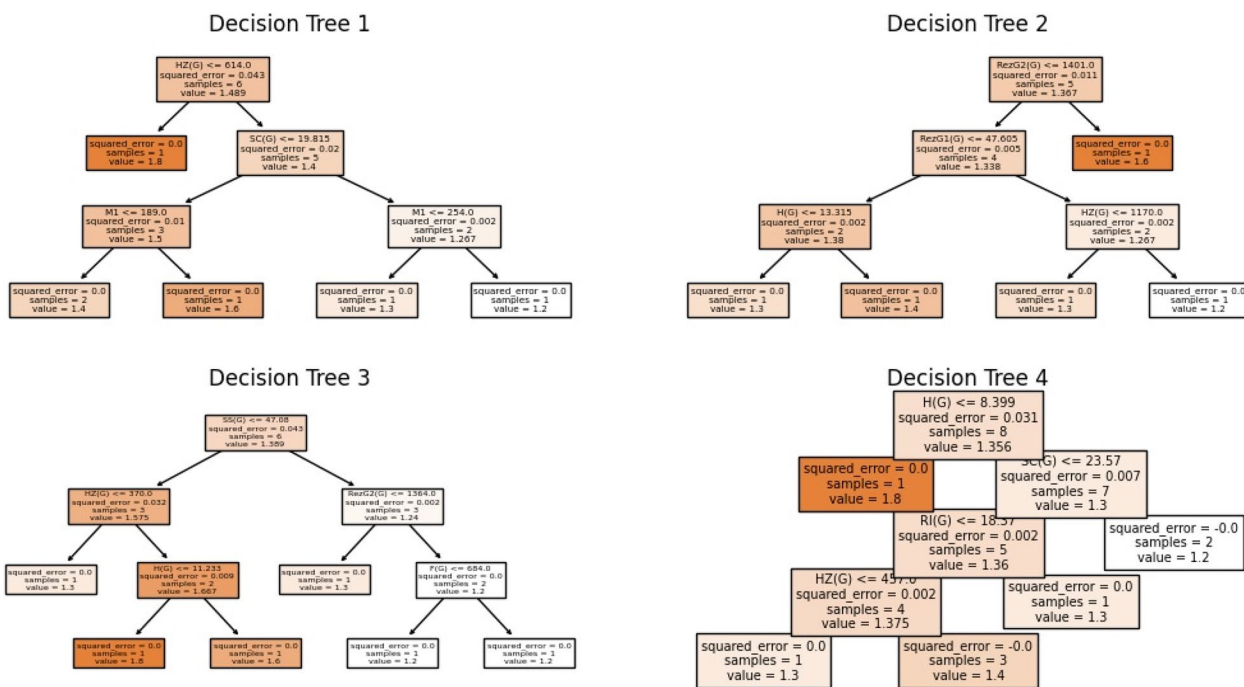 Decision Tree 1
HZ(G) <= 614.0
squared_error = 0.043
samples = 6
value = 1.489
squared_error = 0.0
samples = 1
value = 1.8
SC(G) <= 19.815
squared_error = 0.02
samples = 5
value = 1.4
M1 <= 189.0
squared_error = 0.01
samples = 3
value = 1.5
M1 <= 254.0
squared_error = 0.002
samples = 2
value = 1.267
squared_error = 0.0
samples = 2
value = 1.4
squared_error = 0.0
samples = 1
value = 1.6
squared_error = 0.0
samples = 1
value = 1.3
squared_error = 0.0
samples = 1
value = 1.2
Decision Tree 2
RezG2(G) <= 1401.0
squared_error = 0.011
samples = 5
value = 1.367
RezG1(G) <= 47.605
squared_error = 0.005
samples = 4
value = 1.338
squared_error = 0.0
samples = 1
value = 1.6
H(G) <= 13.315
squared_error = 0.002
samples = 2
value = 1.38
HZ(G) <= 1170.0
squared_error = 0.002
samples = 2
value = 1.267
squared_error = 0.0
samples = 1
value = 1.3
squared_error = 0.0
samples = 1
value = 1.4
squared_error = 0.0
samples = 1
value = 1.3
squared_error = 0.0
samples = 1
value = 1.2
Decision Tree 3
SS(G) <= 47.08
squared_error = 0.043
samples = 6
value = 1.389
HZ(G) <= 370.0
squared_error = 0.032
samples = 3
value = 1.575
RezG2(G) <= 1364.0
squared_error = 0.002
samples = 3
value = 1.24
squared_error = 0.0
samples = 1
value = 1.3
H(G) <= 11.233
squared_error = 0.009
samples = 2
value = 1.667
squared_error = 0.0
samples = 1
value = 1.3
F(G) <= 684.0
squared_error = 0.0
samples = 2
value = 1.2
squared_error = 0.0
samples = 1
value = 1.8
squared_error = 0.0
samples = 1
value = 1.6
squared_error = 0.0
samples = 1
value = 1.2
squared_error = 0.0
samples = 1
value = 1.2
Decision Tree 4
H(G) <= 8.399
squared_error = 0.031
samples = 8
value = 1.356
squared_error = 0.0
samples = 1
value = 1.8
SC(G) <= 23.57
squared_error = 0.007
samples = 7
value = 1.3
RI(G) <= 18.37
squared_error = 0.002
samples = 5
value = 1.36
squared_error = -0.0
samples = 2
value = 1.2
HZ(G) <= 457.0
squared_error = 0.002
samples = 4
value = 1.375
squared_error = 0.0
samples = 1
value = 1.3
squared_error = 0.0
samples = 1
value = 1.3
squared_error = -0.0
samples = 3
value = 1.4